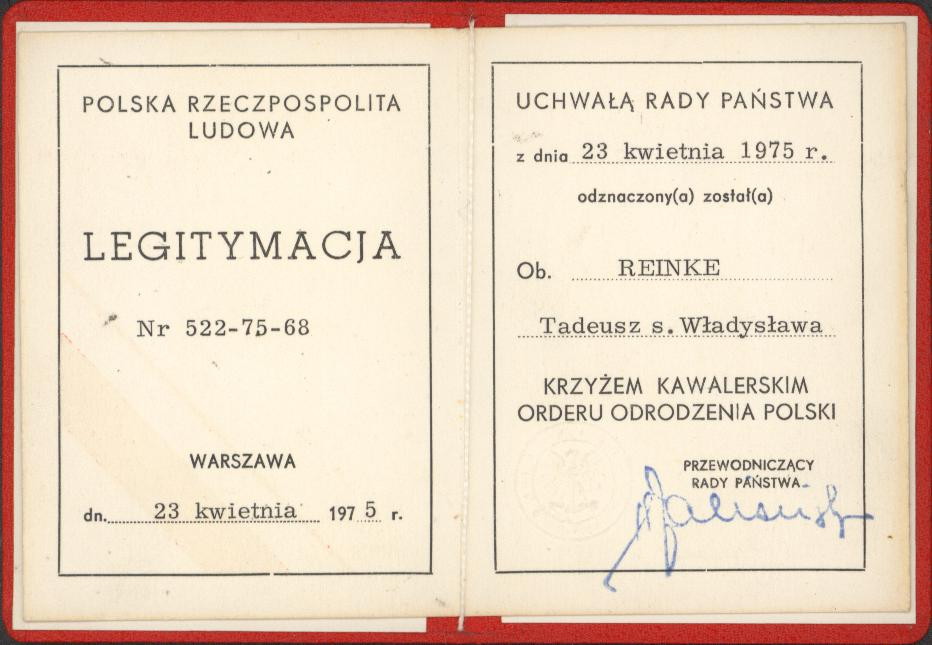 POLSKA RZECZPOSPOLITA
LUDOWA
LEGITYMACJA
Nr 522-75-68
WARSZAWA
dn. 23 kwietnia 1975 r.
UCHWAŁĄ RADY PAŃSTWA
z dnia 23 kwietnia 1975 r.
odznaczony(a) został(a)
Ob. REINKE
Tadeusz s. Władysława
KRZYŻEM KAWALERSKIM
ORDERU ODRODZENIA POLSKI
PRZEWODNICZĄCY
RADY PAŃSTWA